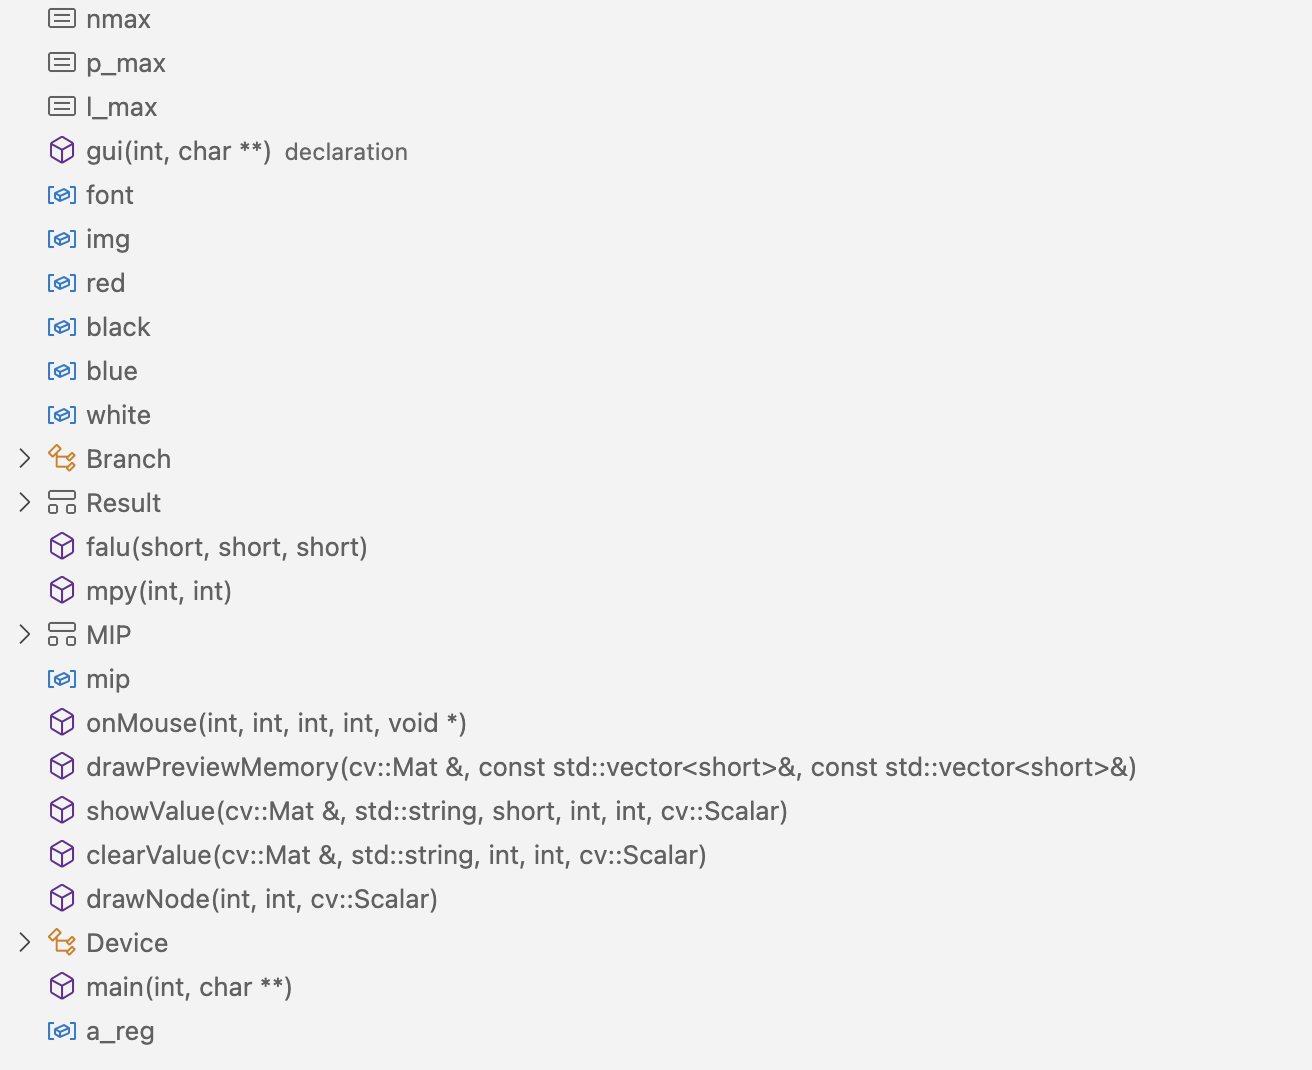 nmax
p_max
l_max
gui(int, char **) declaration
font
img
red
black
blue
white
Branch
Result
falu(short, short, short)
mpy(int, int)
MIP
mip
onMouse(int, int, int, int, void *)
drawPreviewMemory(cv::Mat &, const std::vector<short>&, const std::vector<short>&)
showValue(cv::Mat &, std::string, short, int, int, cv::Scalar)
clearValue(cv::Mat &, std::string, int, int, cv::Scalar)
drawNode(int, int, cv::Scalar)
Device
main(int, char **)
a_reg